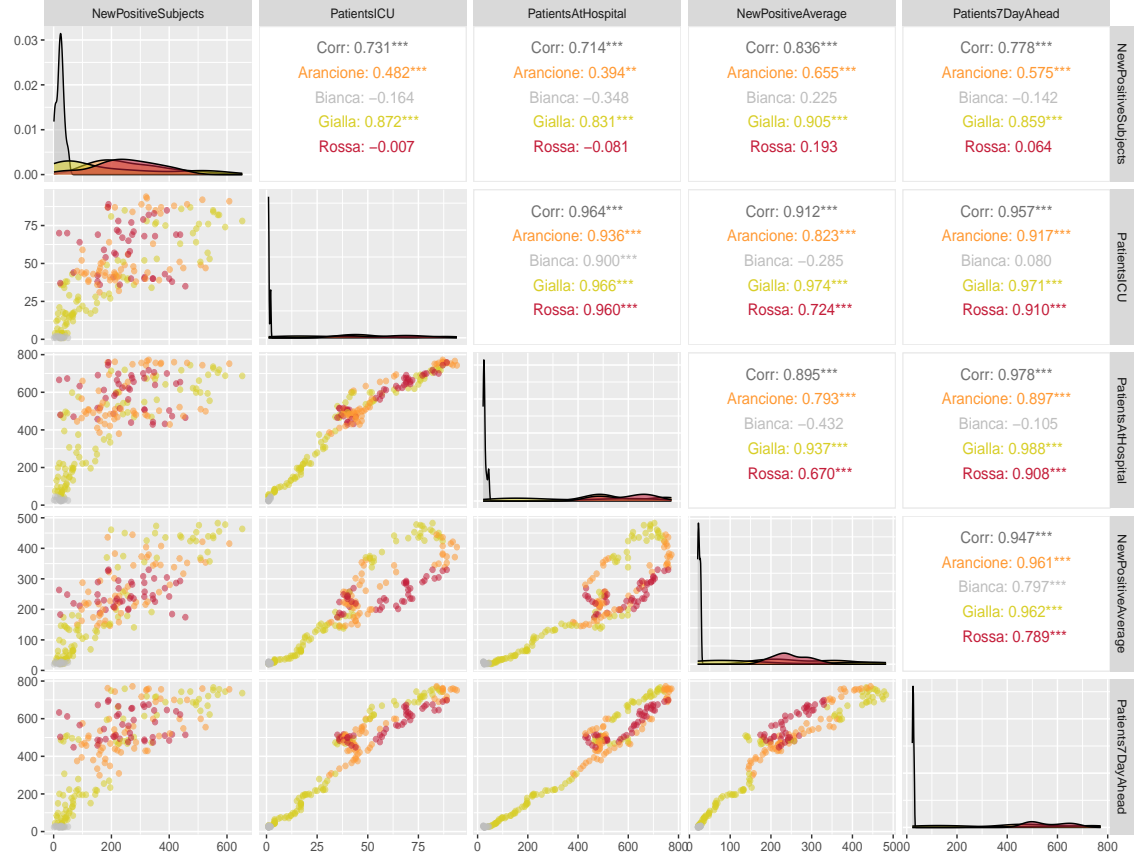 NewPositiveSubjects PatientsICU PatientsAtHospital NewPositiveAverage Patients7DayAhead
0.03
0.02
0.01
0.00
Corr: 0.731***
Arancione: 0.482***
Bianca: −0.164
Gialla: 0.872***
Rossa: −0.007
Corr: 0.714***
Arancione: 0.394**
Bianca: −0.348
Gialla: 0.831***
Rossa: −0.081
Corr: 0.836***
Arancione: 0.655***
Bianca: 0.225
Gialla: 0.905***
Rossa: 0.193
Corr: 0.778***
Arancione: 0.575***
Bianca: −0.142
Gialla: 0.859***
Rossa: 0.064
NewPositiveSubjects
75
50
25
0
Corr: 0.964***
Arancione: 0.936***
Bianca: 0.900***
Gialla: 0.966***
Rossa: 0.960***
Corr: 0.912***
Arancione: 0.823***
Bianca: −0.285
Gialla: 0.974***
Rossa: 0.724***
Corr: 0.957***
Arancione: 0.917***
Bianca: 0.080
Gialla: 0.971***
Rossa: 0.910***
PatientsICU
800
600
400
200
0
Corr: 0.895***
Arancione: 0.793***
Bianca: −0.432
Gialla: 0.937***
Rossa: 0.670***
Corr: 0.978***
Arancione: 0.897***
Bianca: −0.105
Gialla: 0.988***
Rossa: 0.908***
PatientsAtHospital
500
400
300
200
100
0
Corr: 0.947***
Arancione: 0.961***
Bianca: 0.797***
Gialla: 0.962***
Rossa: 0.789***
NewPositiveAverage
800
600
400
200
0
Patients7DayAhead
0 200 400 600
0 25 50 75
0 200 400 600 800
0 100 200 300 400 500
0 200 400 600 800